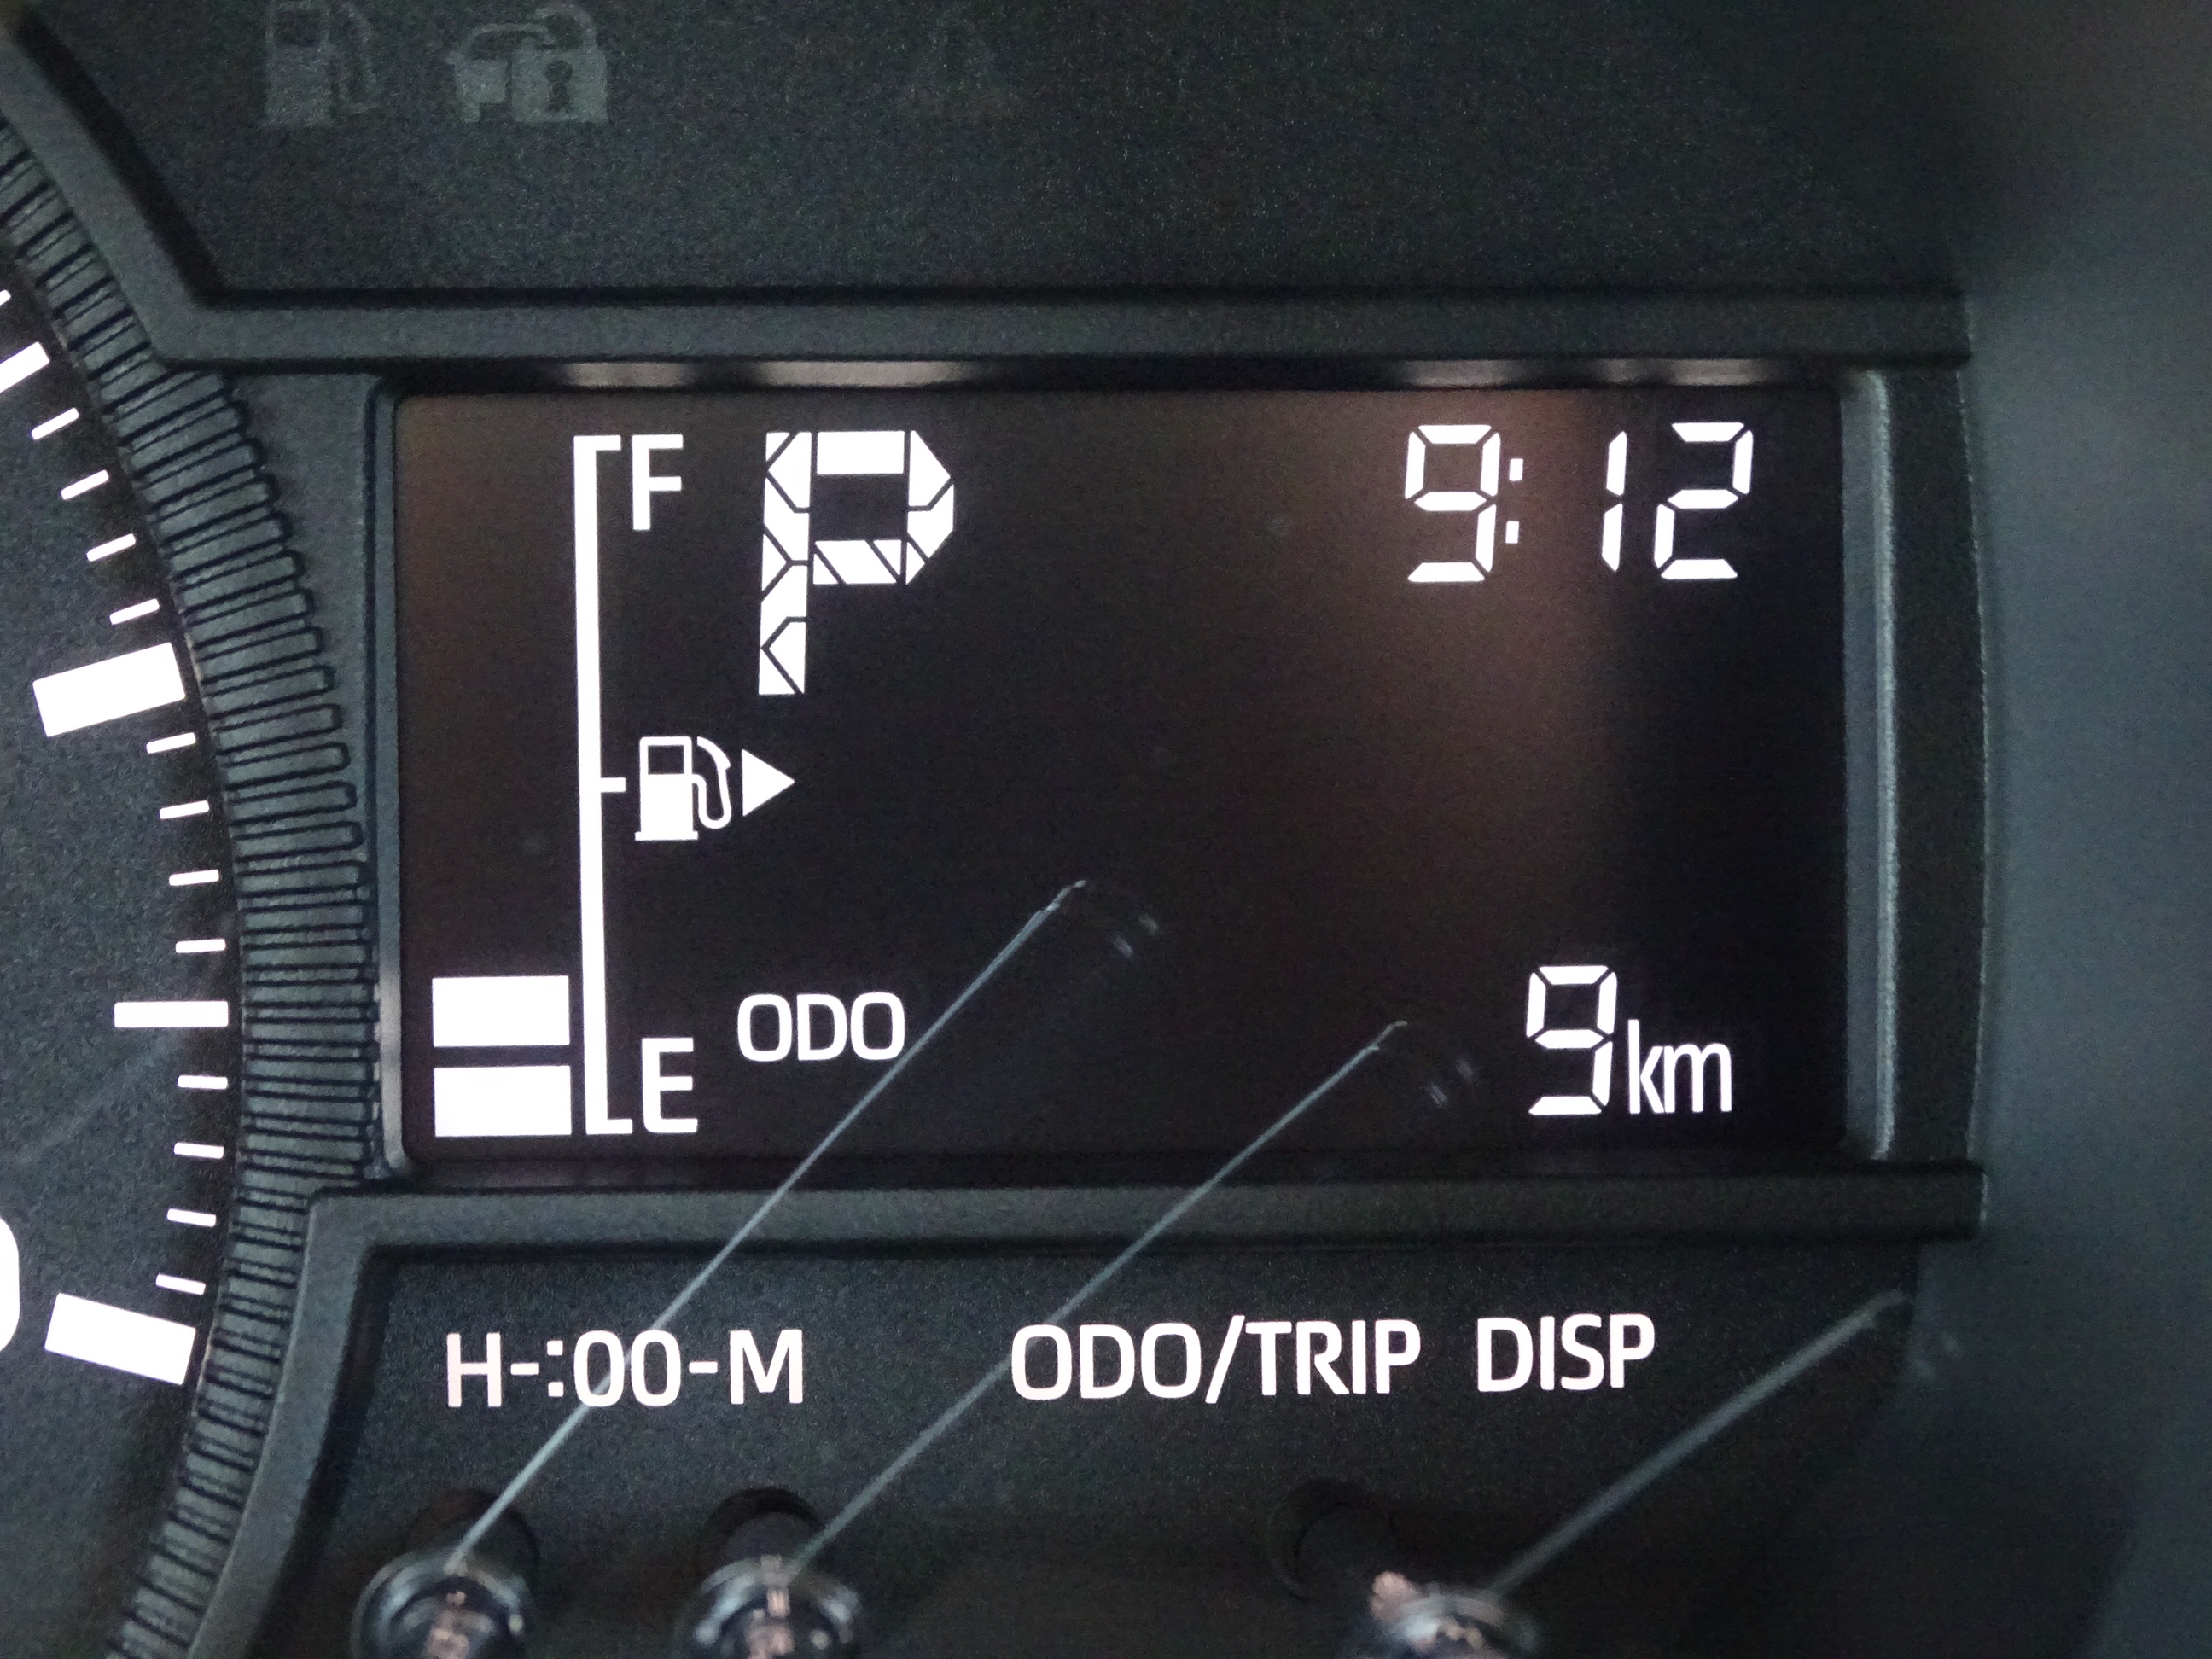 F P 9:12
ODO 9km
E
H-:00-M ODO/TRIP DISP